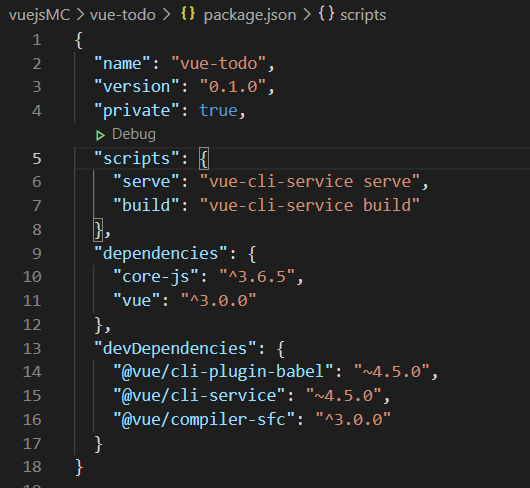 vuejsMC > vue-todo > {} package.json > {} scripts
1 {
2 "name": "vue-todo",
3 "version": "0.1.0",
4 "private": true,
Debug
5 "scripts": {
6 "serve": "vue-cli-service serve",
7 "build": "vue-cli-service build"
8 },
9 "dependencies": {
10 "core-js": "^3.6.5",
11 "vue": "^3.0.0"
12 },
13 "devDependencies": {
14 "@vue/cli-plugin-babel": "~4.5.0",
15 "@vue/cli-service": "~4.5.0",
16 "@vue/compiler-sfc": "^3.0.0"
17 }
18 }